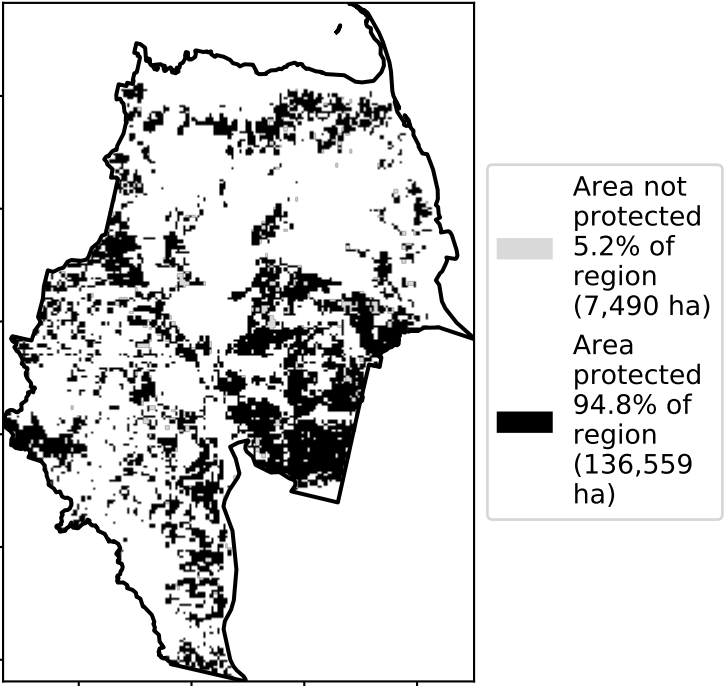 Area not
protected
5.2% of
region
(7,490 ha)
Area
protected
94.8% of
region
(136,559
ha)